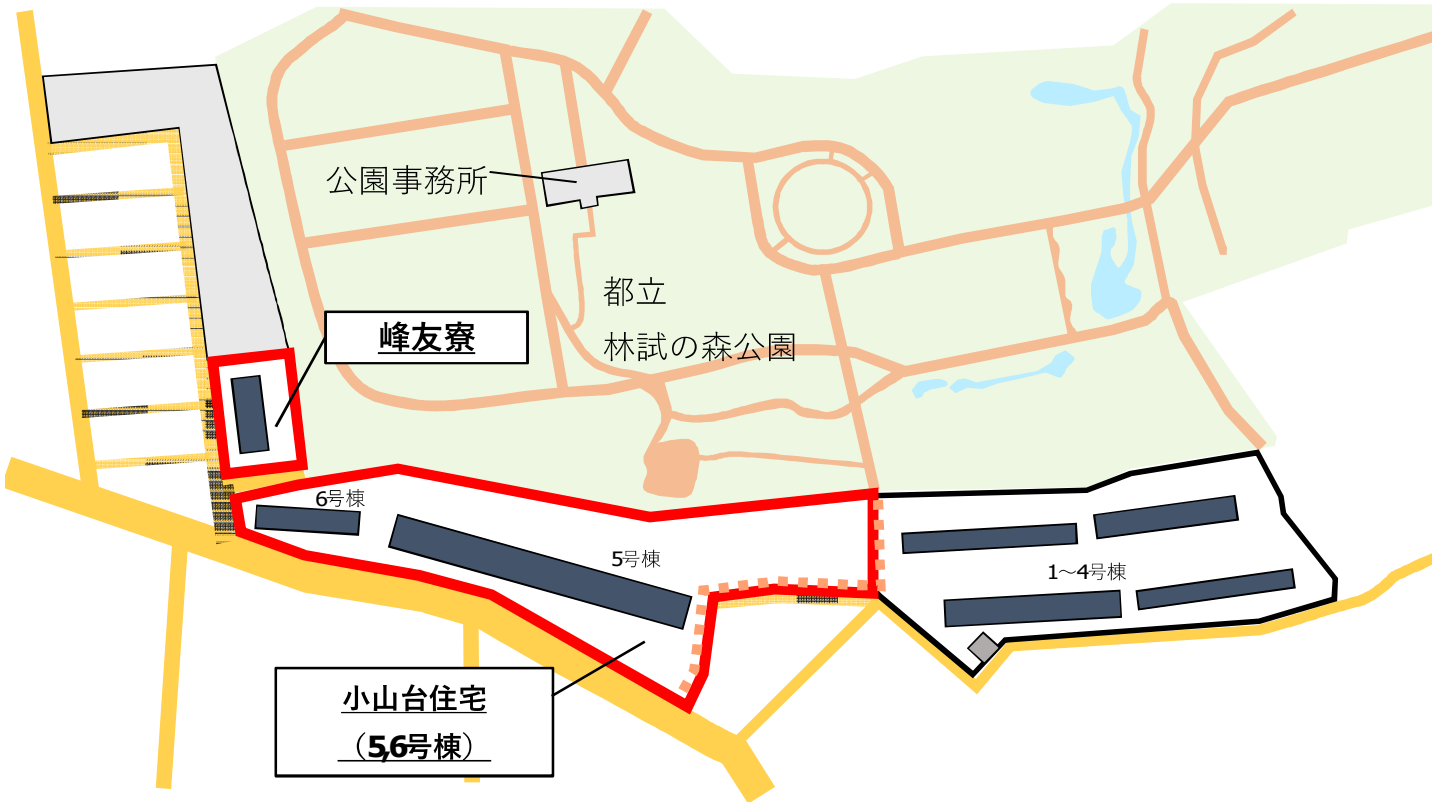 公園事務所
都立
林試の森公園
峰友寮
6号棟
5号棟
1～4号棟
小山台住宅
（5,6号棟）